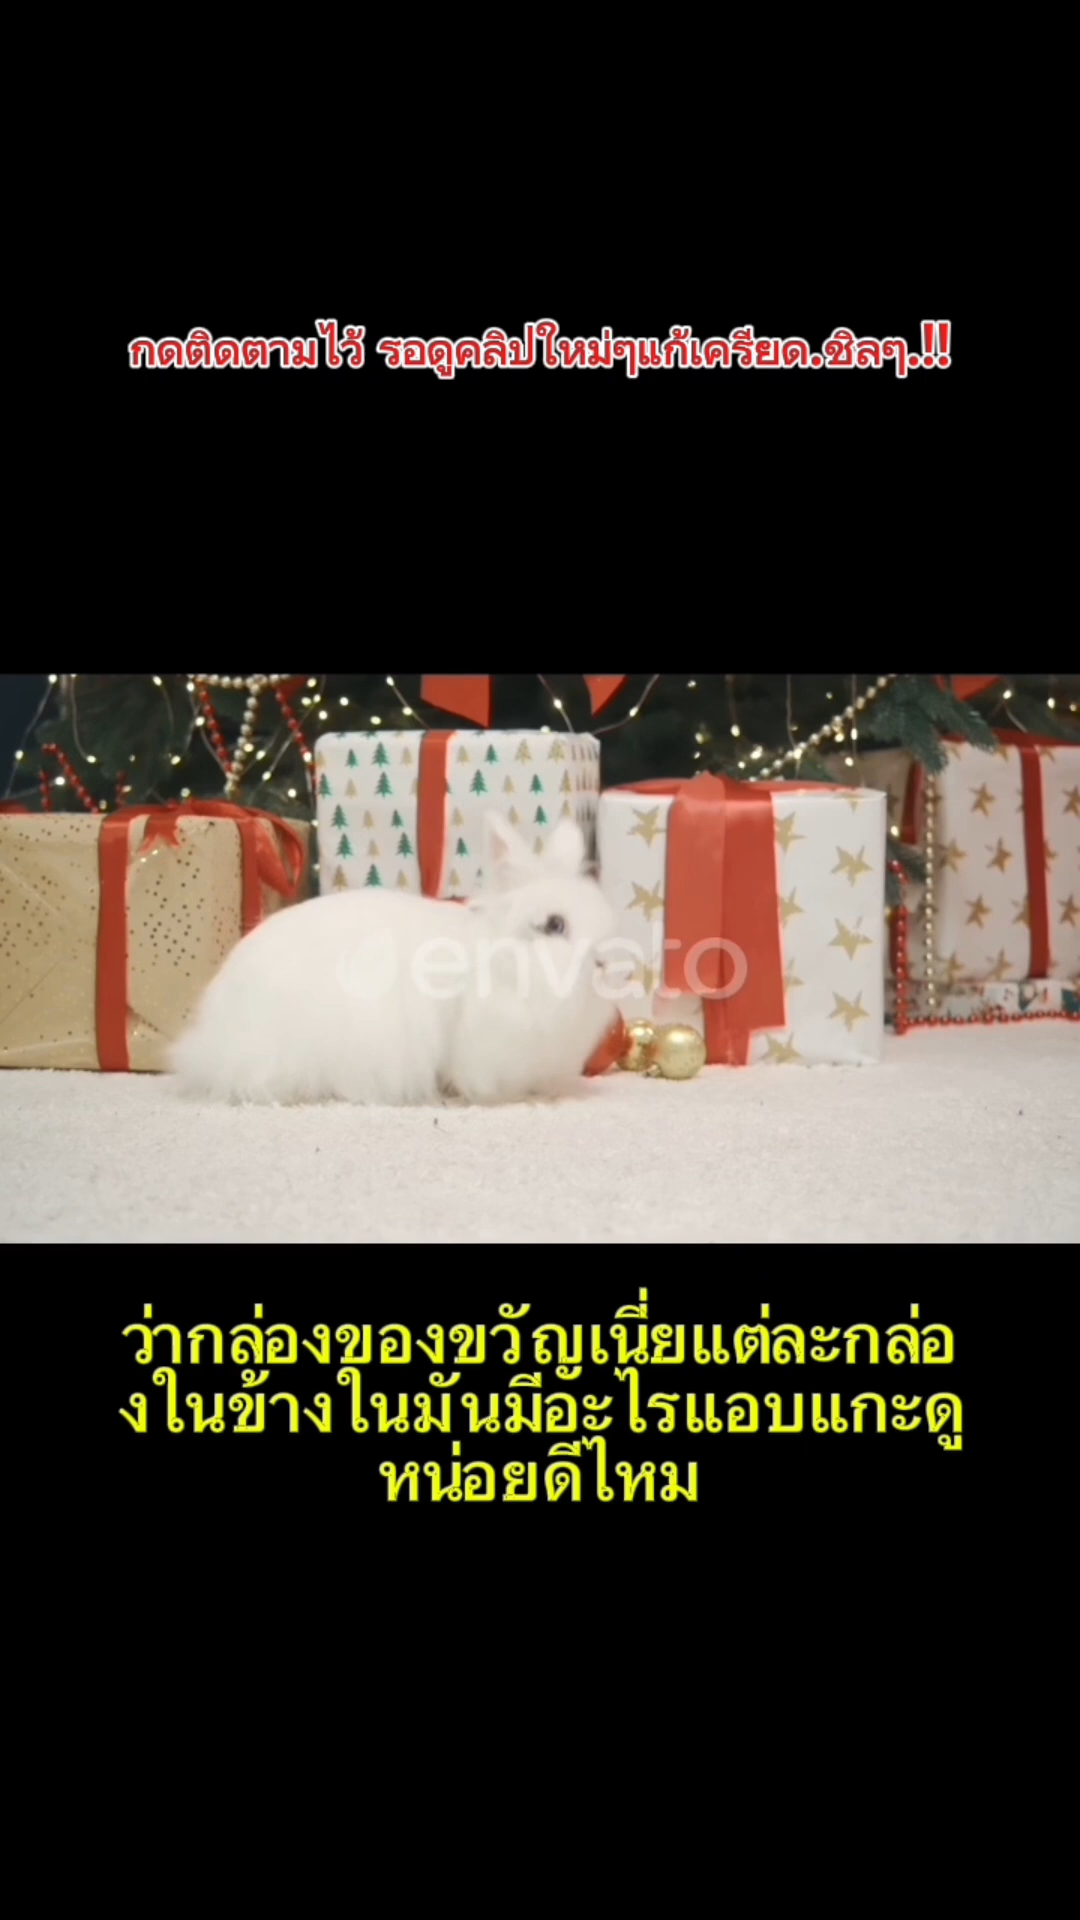 กดติดตามไว้ รอดูคลิปใหม่ๆแก้เครียด.ชิลๆ.!!
envato
ว่ากล่องของขวัญเนี่ยแต่ละกล่อ
งในข้างในมันมีอะไรแอบแกะดู
หน่อยดีไหม